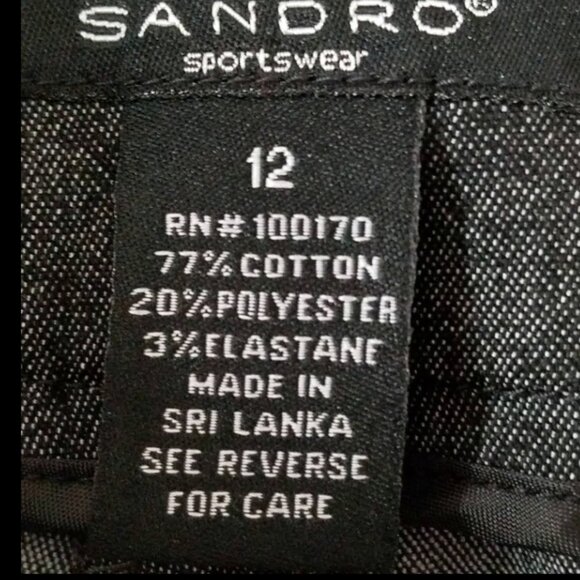 SANDRO®
sportswear
12
RN# 100170
77% COTTON
20% POLYESTER
3% ELASTANE
MADE IN
SRI LANKA
SEE REVERSE
FOR CARE